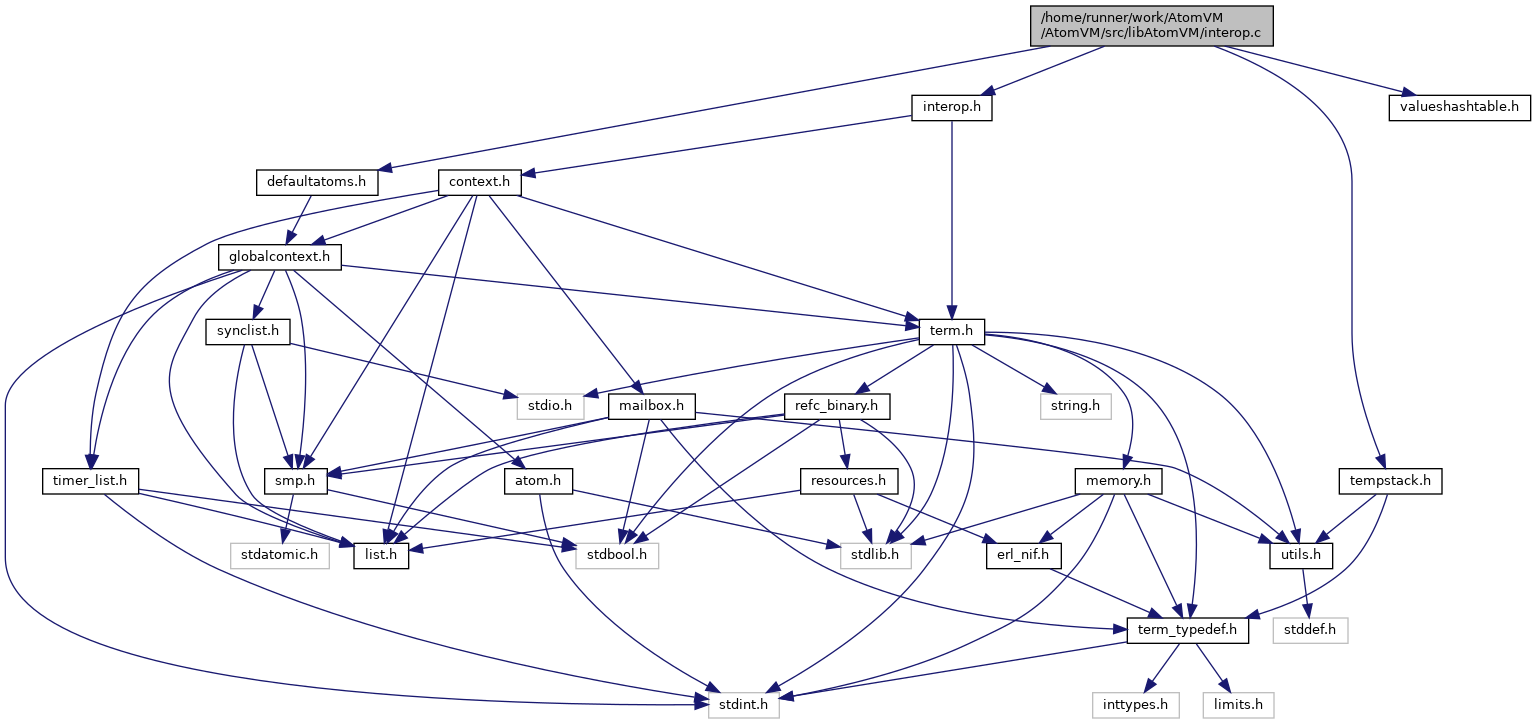 /home/runner/work/AtomVM
/AtomVM/src/libAtomVM/interop.c
interop.h
valueshashtable.h
defaultatoms.h
context.h
globalcontext.h
synclist.h
term.h
stdio.h
mailbox.h
refc_binary.h
string.h
timer_list.h
smp.h
atom.h
resources.h
memory.h
tempstack.h
stdatomic.h
list.h
stdbool.h
stdlib.h
erl_nif.h
utils.h
term_typedef.h
stddef.h
stdint.h
inttypes.h
limits.h